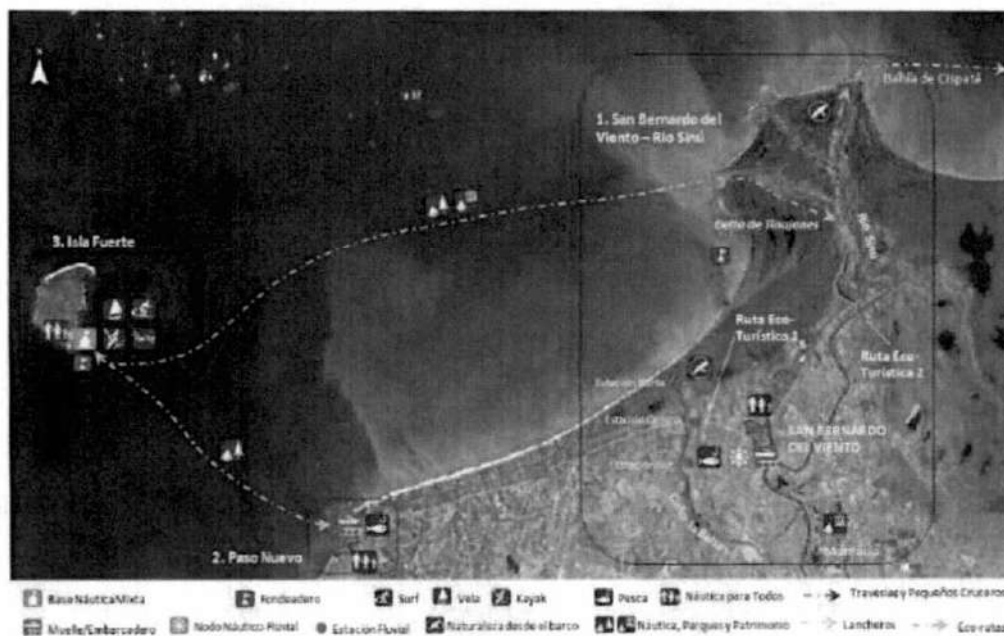 Bahía de Cispatá
1. San Bernardo del
Viento – Río Sinú
3. Isla Fuerte
Río Sinú
Ruta Eco-
Turística 1
Ruta Eco-
Turística 2
Estación
SAN BERNARDO
DEL VIENTO
2. Paso Nuevo
Base Náutica Mixta
Fondeadero
Surf
Vela
Kayak
Pesca
Náutica para Todos
Travesías y Pequeños Cruceros
Muelle/Embarcadero
Nodo Náutico Fluvial
Estación Fluvial
Naturaleza desde el barco
Náutica, Parques y Patrimonio
Lancheros
Eco-rutas